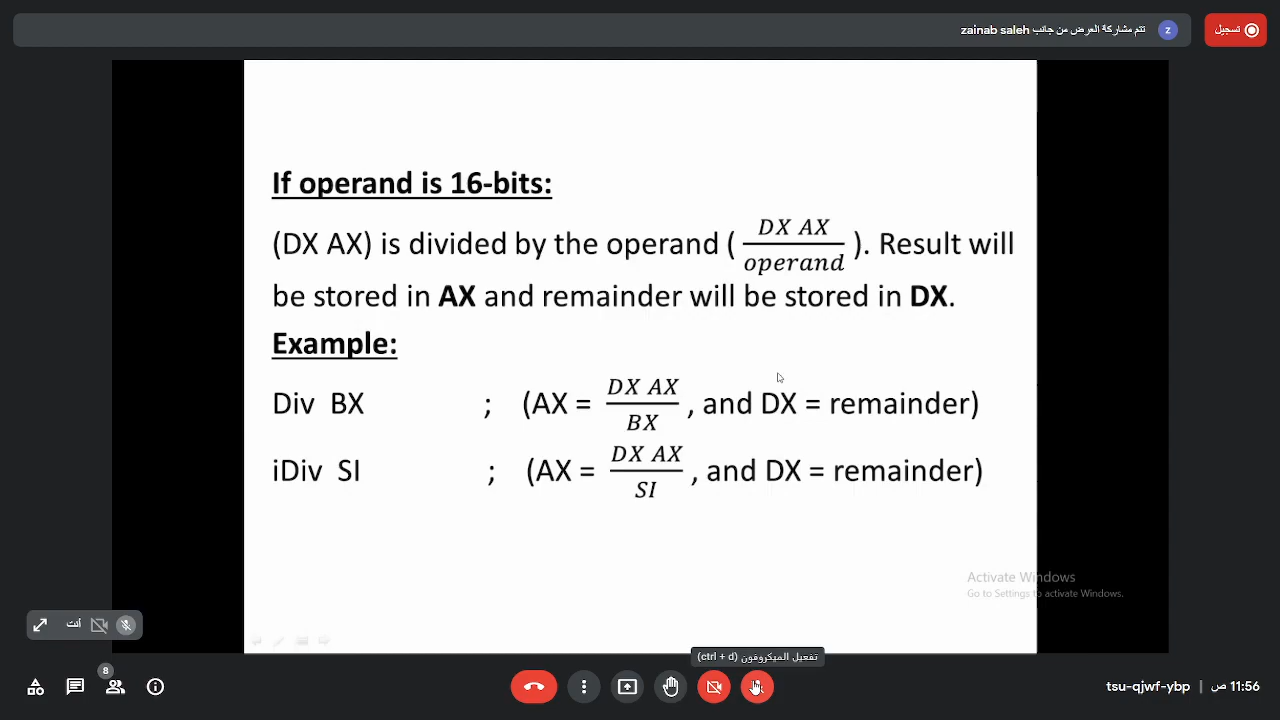 تتم مشاركة العرض من جانب zainab saleh
z
تسجيل
If operand is 16-bits:
(DX AX) is divided by the operand ( DX AX / operand ). Result will
be stored in AX and remainder will be stored in DX.
Example:
Div BX ; (AX = DX AX / BX , and DX = remainder)
iDiv SI ; (AX = DX AX / SI , and DX = remainder)
Activate Windows
Go to Settings to activate Windows.
أنت
تفعيل الميكروفون (ctrl + d)
8
tsu-qjwf-ybp | 11:56 ص